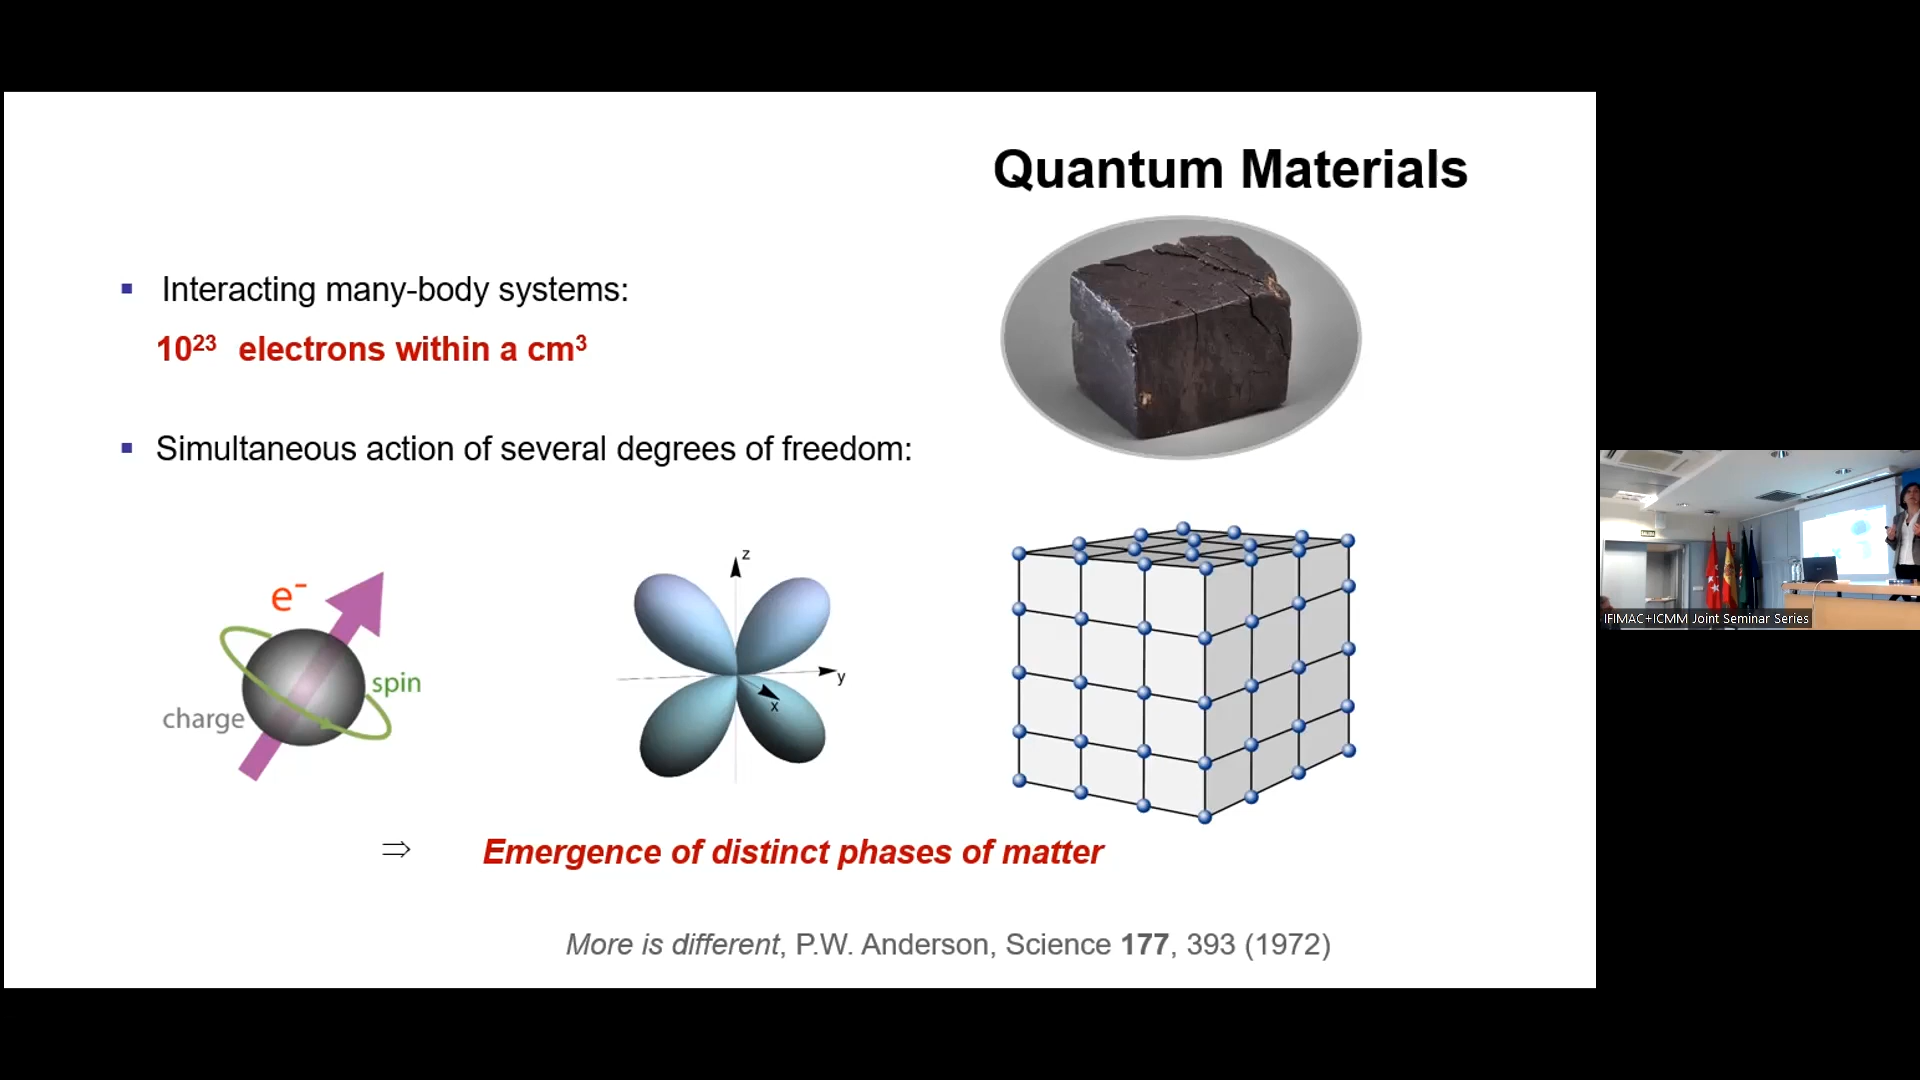 Quantum Materials
Interacting many-body systems:
10²³ electrons within a cm³
Simultaneous action of several degrees of freedom:
e⁻
spin
charge
z
y
x
⇒ Emergence of distinct phases of matter
More is different, P.W. Anderson, Science 177, 393 (1972)
IFIMAC+ICMM Joint Seminar Series